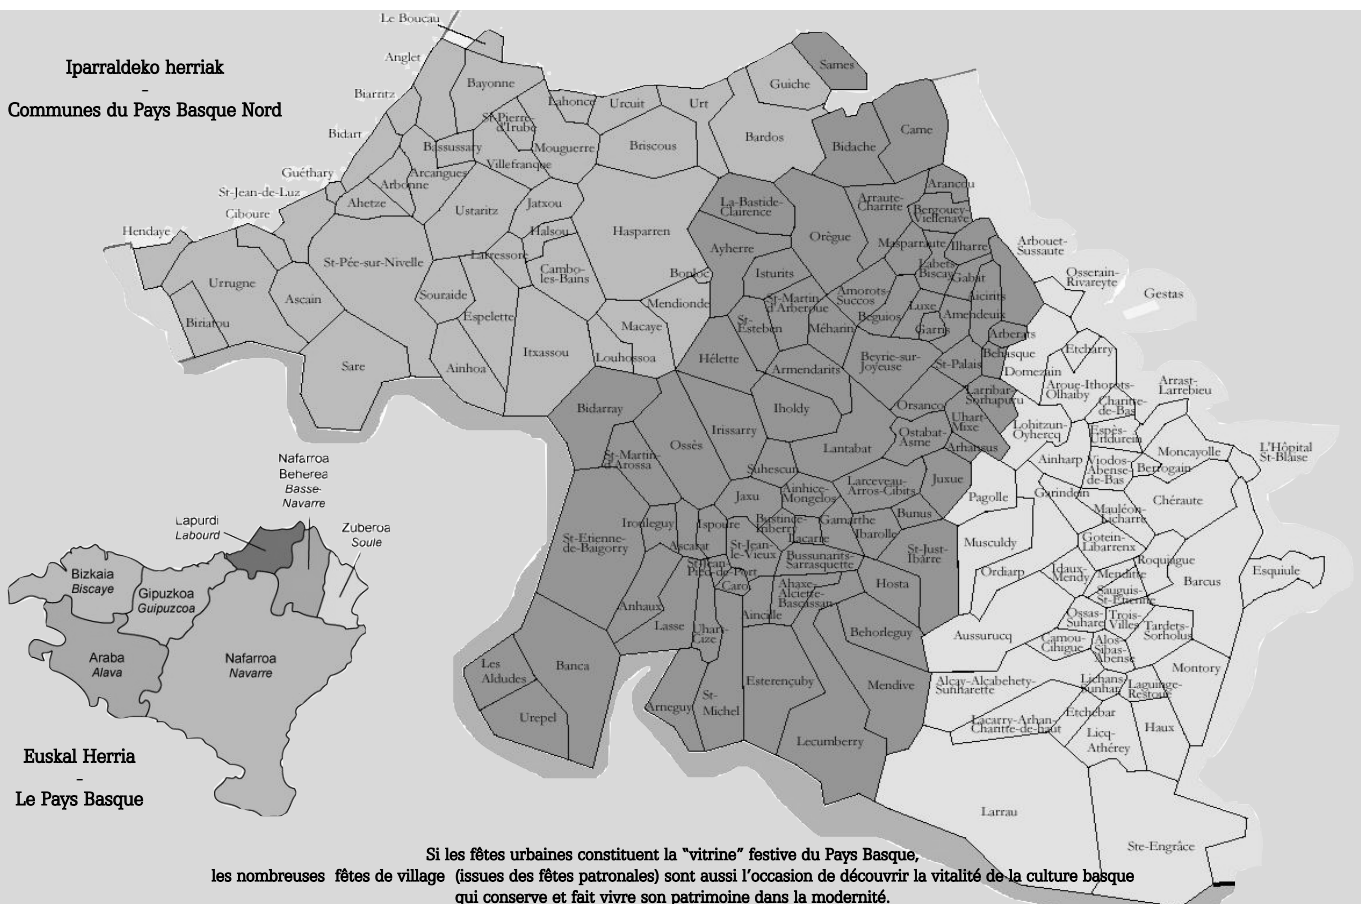 Le Boucau
Anglet
Biarritz
Bidart
Guéthary
St-Jean-de-Luz
Ciboure
Hendaye
Iparraldeko herriak
-
Communes du Pays Basque Nord
Bayonne
St-Pierre-
d'Irube
Lahonce
Urcuit
Urt
Guiche
Sames
Bassussary
Villefranque
Mouguerre
Briscous
Bardos
Bidache
Came
Arcangues
Arbonne
Ahetze
Ustaritz
Jatxou
Halsou
Larressore
Cambo-
les-Bains
Hasparren
Bonloc
La-Bastide-
Clairence
Ayherre
Orègue
Arraute-
Charrite
Arancou
Bergouey-
Viellenave
Masparraute
Ilharre
Labets-
Biscay
Gabat
Arbouet-
Sussaute
Osserain-
Rivareyte
Gestas
Urrugne
Biriatou
Ascain
St-Pée-sur-Nivelle
Souraide
Espelette
Sare
Ainhoa
Itxassou
Mendionde
Macaye
Louhossoa
Isturits
St-Martin-
d'Arberoue
St-
Esteben
Méharin
Amorots-
Succos
Beguios
Luxe
Aicirits
Amendeux
Garris
Arberats
Behasque
Domezain
Etcharry
Hélette
Armendarits
Beyrie-sur-
Joyeuse
St-Palais
Larribar-
Sorhapuru
Aroue-Ithorots-
Olhaiby
Charitte-
de-Bas
Arrast-
Larrebieu
Bidarray
Ossès
Irissarry
Iholdy
Lantabat
Orsanco
Ostabat-
Asme
Uhart-
Mixe
Arhansus
Lohitzun-
Oyhercq
Espés-
Undurein
Moncayolle
L'Hôpital
St-Blaise
St-Martin-
d'Arossa
Suhescun
Jaxu
Ainhice-
Mongelos
Larceveau-
Arros-Cibits
Juxue
Pagolle
Ainharp
Viodos-
Abense-
de-Bas
Berrogain
Garindein
Chéraute
Mauléon-
Licharre
St-Etienne-
de-Baigorry
Irouleguy
Ispoure
Ascarat
Bustince-
Iriberry
Lacarre
Gamarthe
Bunus
Ibarolle
St-Jean-
le-Vieux
St-Jean-
Pied-de-Port
Caro
Bussunarits-
Sarrasquette
St-Just-
Ibarre
Musculdy
Ordiarp
Gotein-
Libarrenx
Roquiague
Barcus
Esquiule
Idaux-
Mendy
Menditte
Sauguis-
St-Etienne
Anhaux
Lasse
Uhart-
Cize
Aincille
Ahaxe-
Alciette-
Bascassan
Hosta
Behorleguy
Aussurucq
Ossas-
Suhare
Trois-
Villes
Tardets-
Sorholus
Camou-
Cihigue
Alos-
Sibas-
Abense
Montory
Les
Aldudes
Banca
Urepel
Arneguy
St-
Michel
Esterençuby
Mendive
Lecumberry
Alçay-Alçabehety-
Sunharette
Lichans
Sunhar
Laguinge-
Restoue
Etchebar
Lacarry-Arhan-
Charitte-de-haut
Licq-
Athérey
Haux
Larrau
Ste-Engrâce
Nafarroa
Beherea
Basse-
Navarre
Lapurdi
Labourd
Zuberoa
Soule
Bizkaia
Biscaye
Gipuzkoa
Guipuzcoa
Araba
Alava
Nafarroa
Navarre
Euskal Herria
-
Le Pays Basque
Si les fêtes urbaines constituent la "vitrine" festive du Pays Basque,
les nombreuses fêtes de village (issues des fêtes patronales) sont aussi l'occasion de découvrir la vitalité de la culture basque
qui conserve et fait vivre son patrimoine dans la modernité.